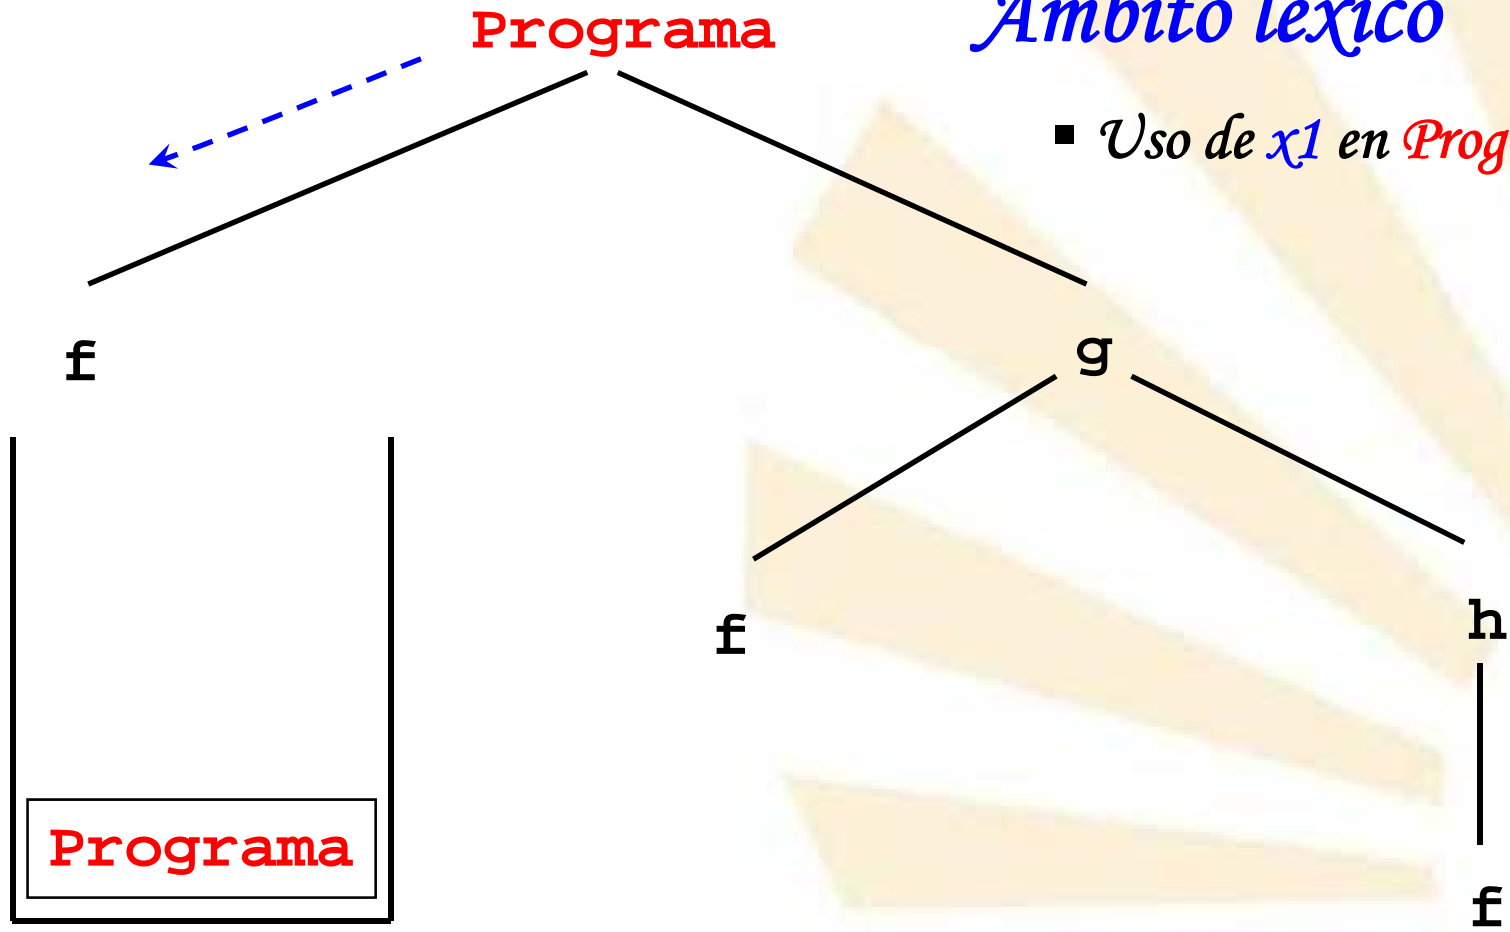 Programa
Ámbito léxico
■ Uso de x1 en Prog
f
g
f
h
Programa
f